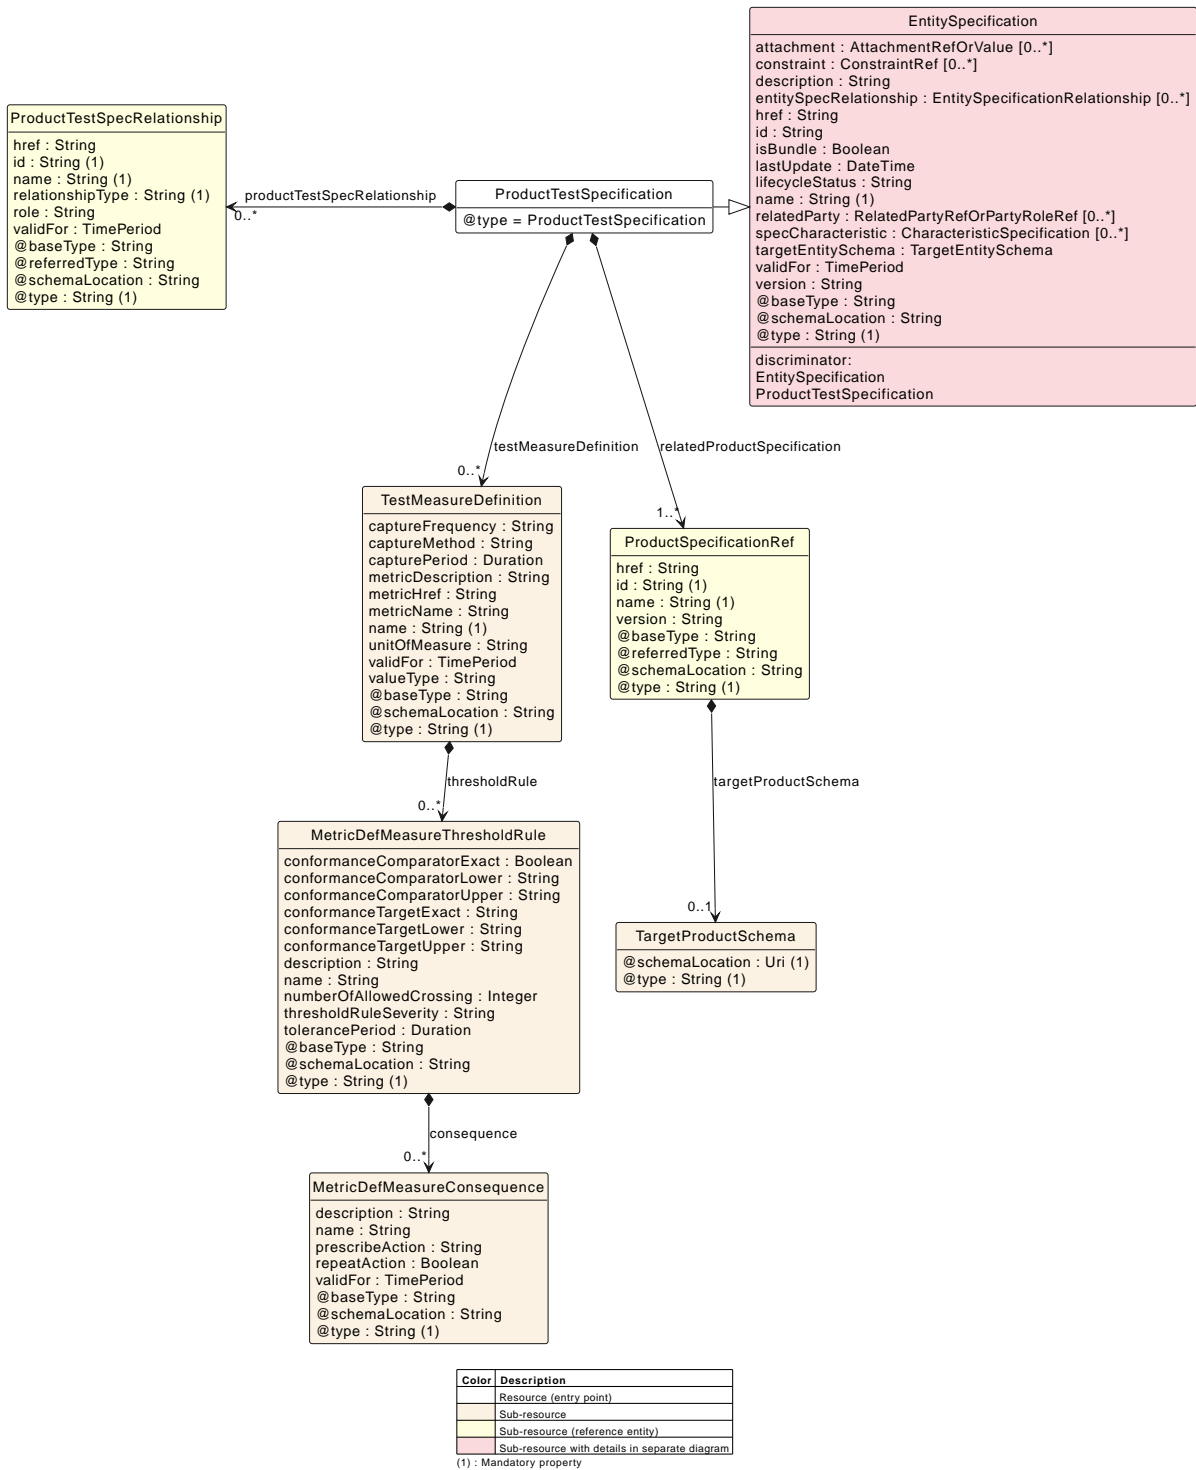 EntitySpecification
attachment : AttachmentRefOrValue [0..*]
constraint : ConstraintRef [0..*]
description : String
entitySpecRelationship : EntitySpecificationRelationship [0..*]
href : String
id : String
isBundle : Boolean
lastUpdate : DateTime
lifecycleStatus : String
name : String (1)
relatedParty : RelatedPartyRefOrPartyRoleRef [0..*]
specCharacteristic : CharacteristicSpecification [0..*]
targetEntitySchema : TargetEntitySchema
validFor : TimePeriod
version : String
@baseType : String
@schemaLocation : String
@type : String (1)
discriminator:
EntitySpecification
ProductTestSpecification
ProductTestSpecRelationship
href : String
id : String (1)
name : String (1)
relationshipType : String (1)
role : String
validFor : TimePeriod
@baseType : String
@referredType : String
@schemaLocation : String
@type : String (1)
productTestSpecRelationship
0..*
ProductTestSpecification
@type = ProductTestSpecification
testMeasureDefinition
0..*
relatedProductSpecification
1..*
TestMeasureDefinition
captureFrequency : String
captureMethod : String
capturePeriod : Duration
metricDescription : String
metricHref : String
metricName : String
name : String (1)
unitOfMeasure : String
validFor : TimePeriod
valueType : String
@baseType : String
@schemaLocation : String
@type : String (1)
ProductSpecificationRef
href : String
id : String (1)
name : String (1)
version : String
@baseType : String
@referredType : String
@schemaLocation : String
@type : String (1)
thresholdRule
0..*
targetProductSchema
0..1
MetricDefMeasureThresholdRule
conformanceComparatorExact : Boolean
conformanceComparatorLower : String
conformanceComparatorUpper : String
conformanceTargetExact : String
conformanceTargetLower : String
conformanceTargetUpper : String
description : String
name : String
numberOfAllowedCrossing : Integer
thresholdRuleSeverity : String
tolerancePeriod : Duration
@baseType : String
@schemaLocation : String
@type : String (1)
TargetProductSchema
@schemaLocation : Uri (1)
@type : String (1)
consequence
0..*
MetricDefMeasureConsequence
description : String
name : String
prescribeAction : String
repeatAction : Boolean
validFor : TimePeriod
@baseType : String
@schemaLocation : String
@type : String (1)
Color Description
Resource (entry point)
Sub-resource
Sub-resource (reference entity)
Sub-resource with details in separate diagram
(1) : Mandatory property